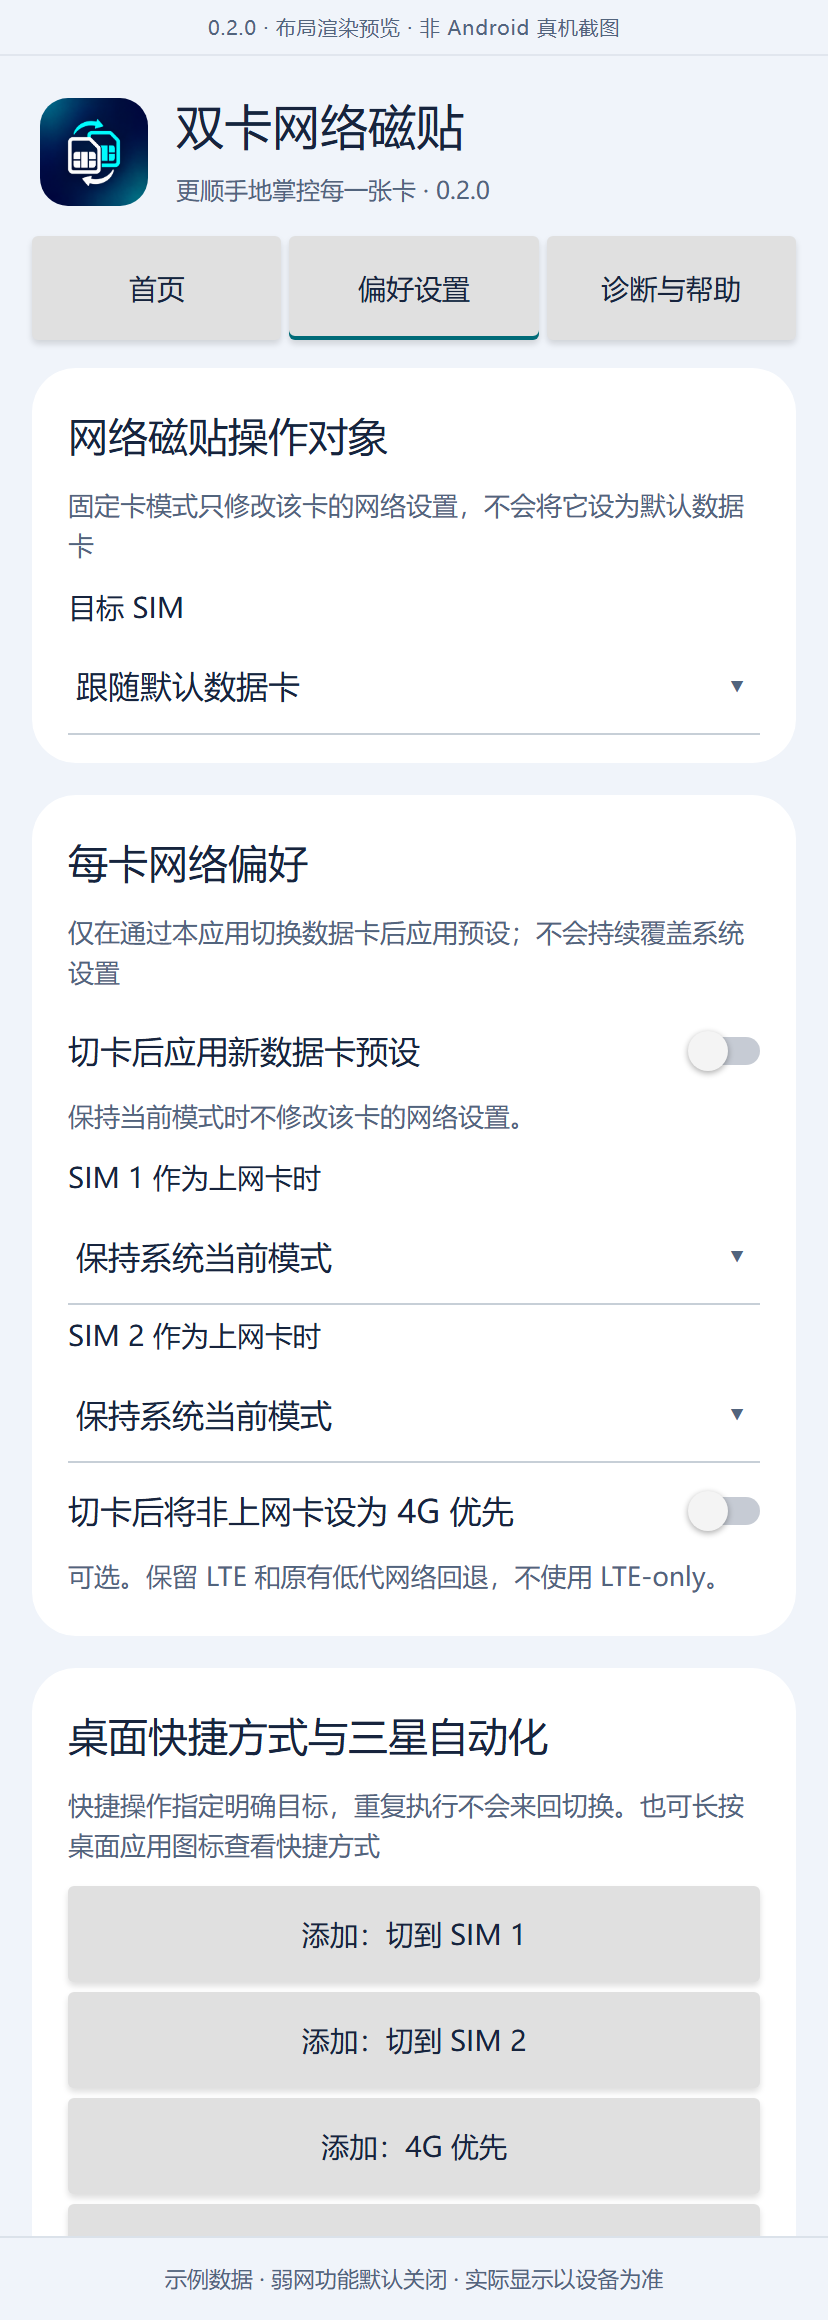 0.2.0 · 布局渲染预览 · 非 Android 真机截图
双卡网络磁贴
更顺手地掌控每一张卡 · 0.2.0
首页
偏好设置
诊断与帮助
网络磁贴操作对象
固定卡模式只修改该卡的网络设置，不会将它设为默认数据
卡
目标 SIM
跟随默认数据卡
每卡网络偏好
仅在通过本应用切换数据卡后应用预设；不会持续覆盖系统
设置
切卡后应用新数据卡预设
保持当前模式时不修改该卡的网络设置。
SIM 1 作为上网卡时
保持系统当前模式
SIM 2 作为上网卡时
保持系统当前模式
切卡后将非上网卡设为 4G 优先
可选。保留 LTE 和原有低代网络回退，不使用 LTE-only。
桌面快捷方式与三星自动化
快捷操作指定明确目标，重复执行不会来回切换。也可长按
桌面应用图标查看快捷方式
添加：切到 SIM 1
添加：切到 SIM 2
添加：4G 优先
示例数据 · 弱网功能默认关闭 · 实际显示以设备为准